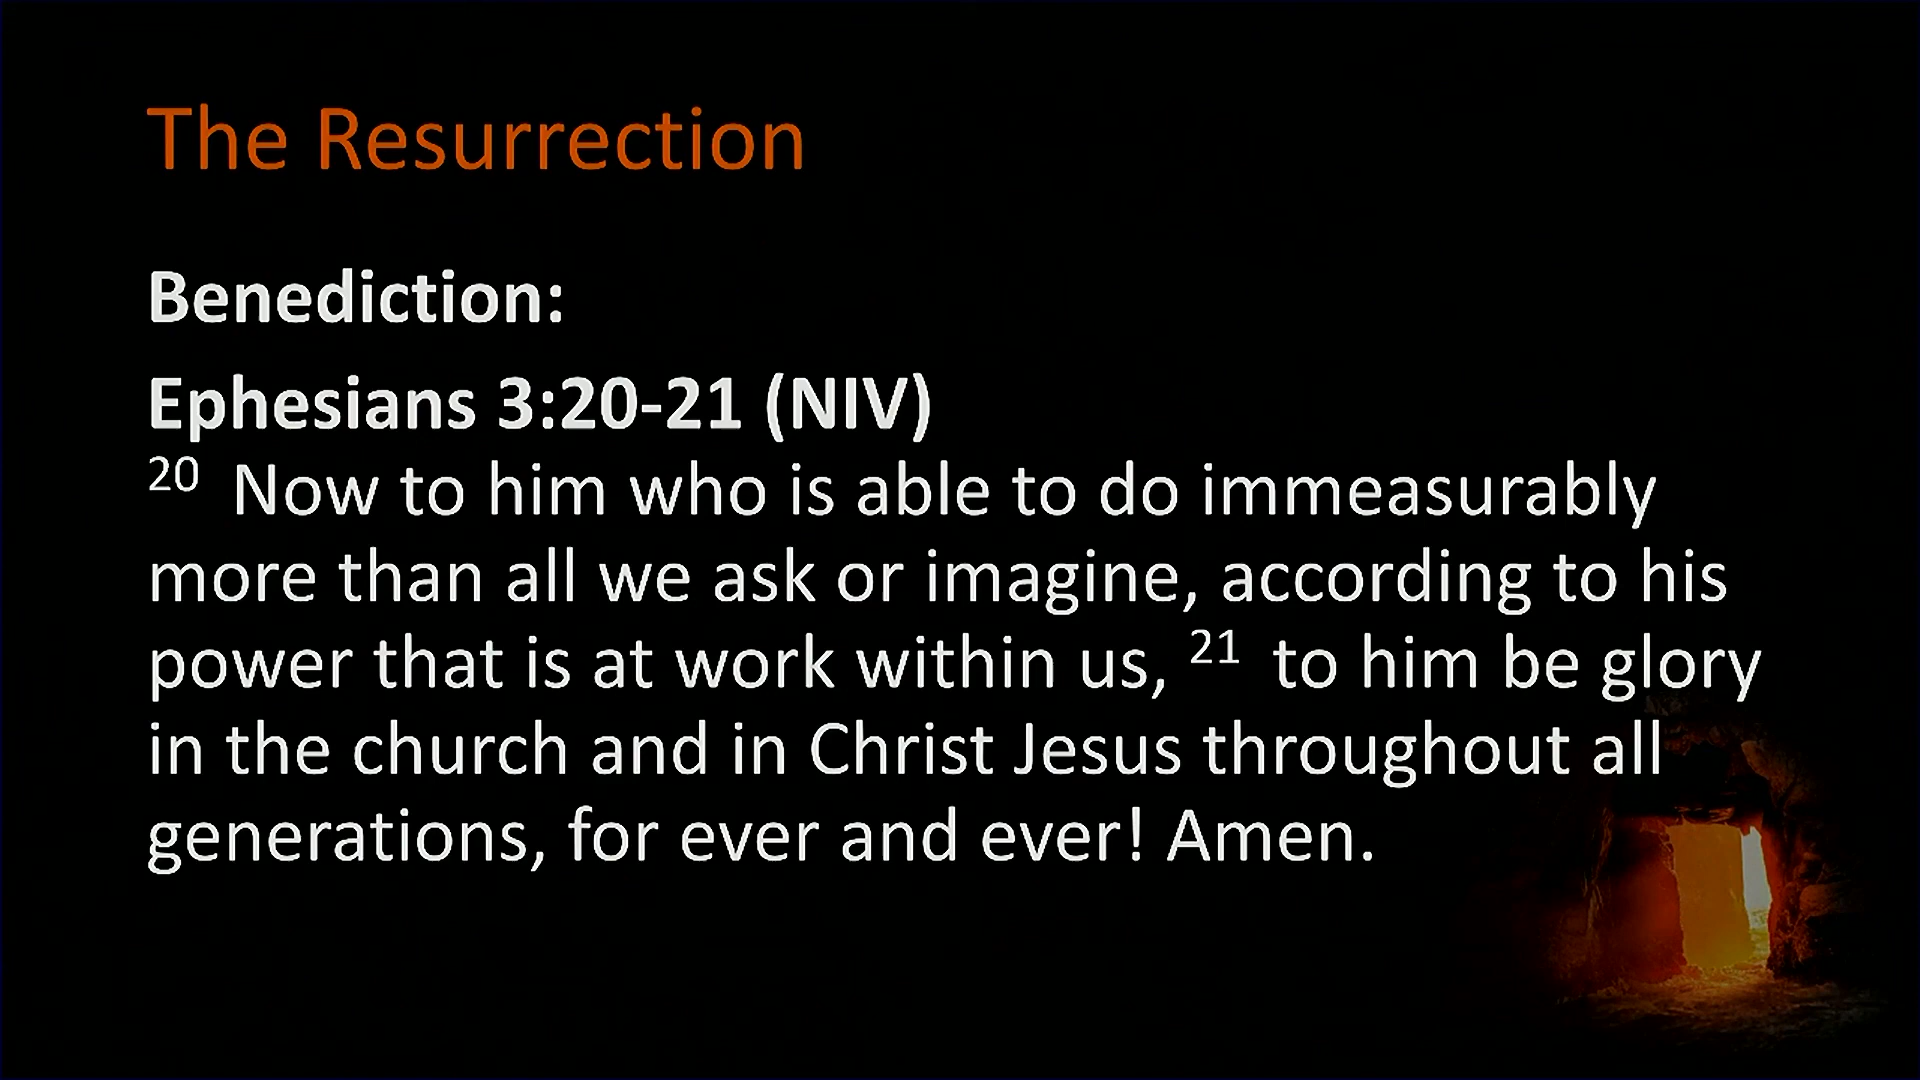 The Resurrection
Benediction:
Ephesians 3:20-21 (NIV)
20 Now to him who is able to do immeasurably
more than all we ask or imagine, according to his
power that is at work within us, 21 to him be glory
in the church and in Christ Jesus throughout all
generations, for ever and ever! Amen.